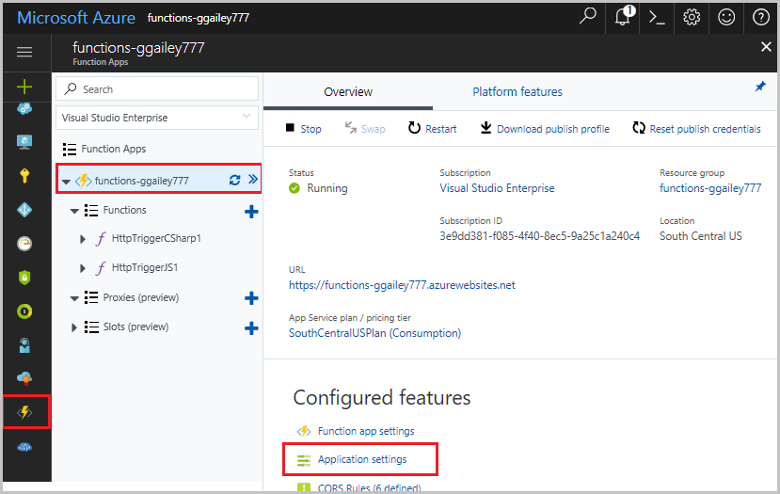 Microsoft Azure functions-ggailey777
1
functions-ggailey777
Function Apps
Search
Visual Studio Enterprise
Function Apps
functions-ggailey777
Functions
HttpTriggerCSharp1
HttpTriggerJS1
Proxies (preview)
Slots (preview)
Overview Platform features
Stop Swap Restart Download publish profile Reset publish credentials
Status Subscription Resource group
Running Visual Studio Enterprise functions-ggailey777
Subscription ID Location
3e9dd381-f085-4f40-8ec5-9a25c1a240c4 South Central US
URL
https://functions-ggailey777.azurewebsites.net
App Service plan / pricing tier
SouthCentralUSPlan (Consumption)
Configured features
Function app settings
Application settings
CORS Rules (6 defined)